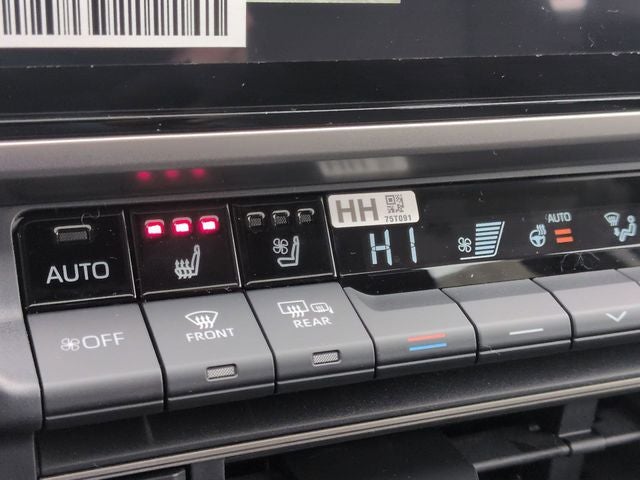 HH
75T091
HI
AUTO
AUTO
OFF
FRONT
REAR